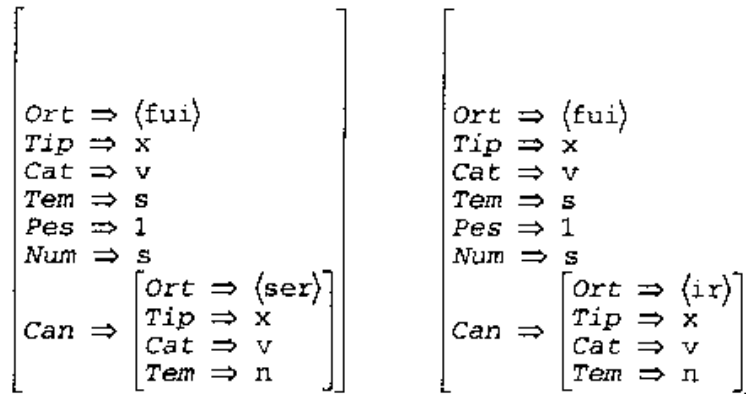 Ort ⇒ ⟨fui⟩
Tip ⇒ x
Cat ⇒ v
Tem ⇒ s
Pes ⇒ 1
Num ⇒ s
Can ⇒
Ort ⇒ ⟨ser⟩
Tip ⇒ x
Cat ⇒ v
Tem ⇒ n
Ort ⇒ ⟨fui⟩
Tip ⇒ x
Cat ⇒ v
Tem ⇒ s
Pes ⇒ 1
Num ⇒ s
Can ⇒
Ort ⇒ ⟨ir⟩
Tip ⇒ x
Cat ⇒ v
Tem ⇒ n